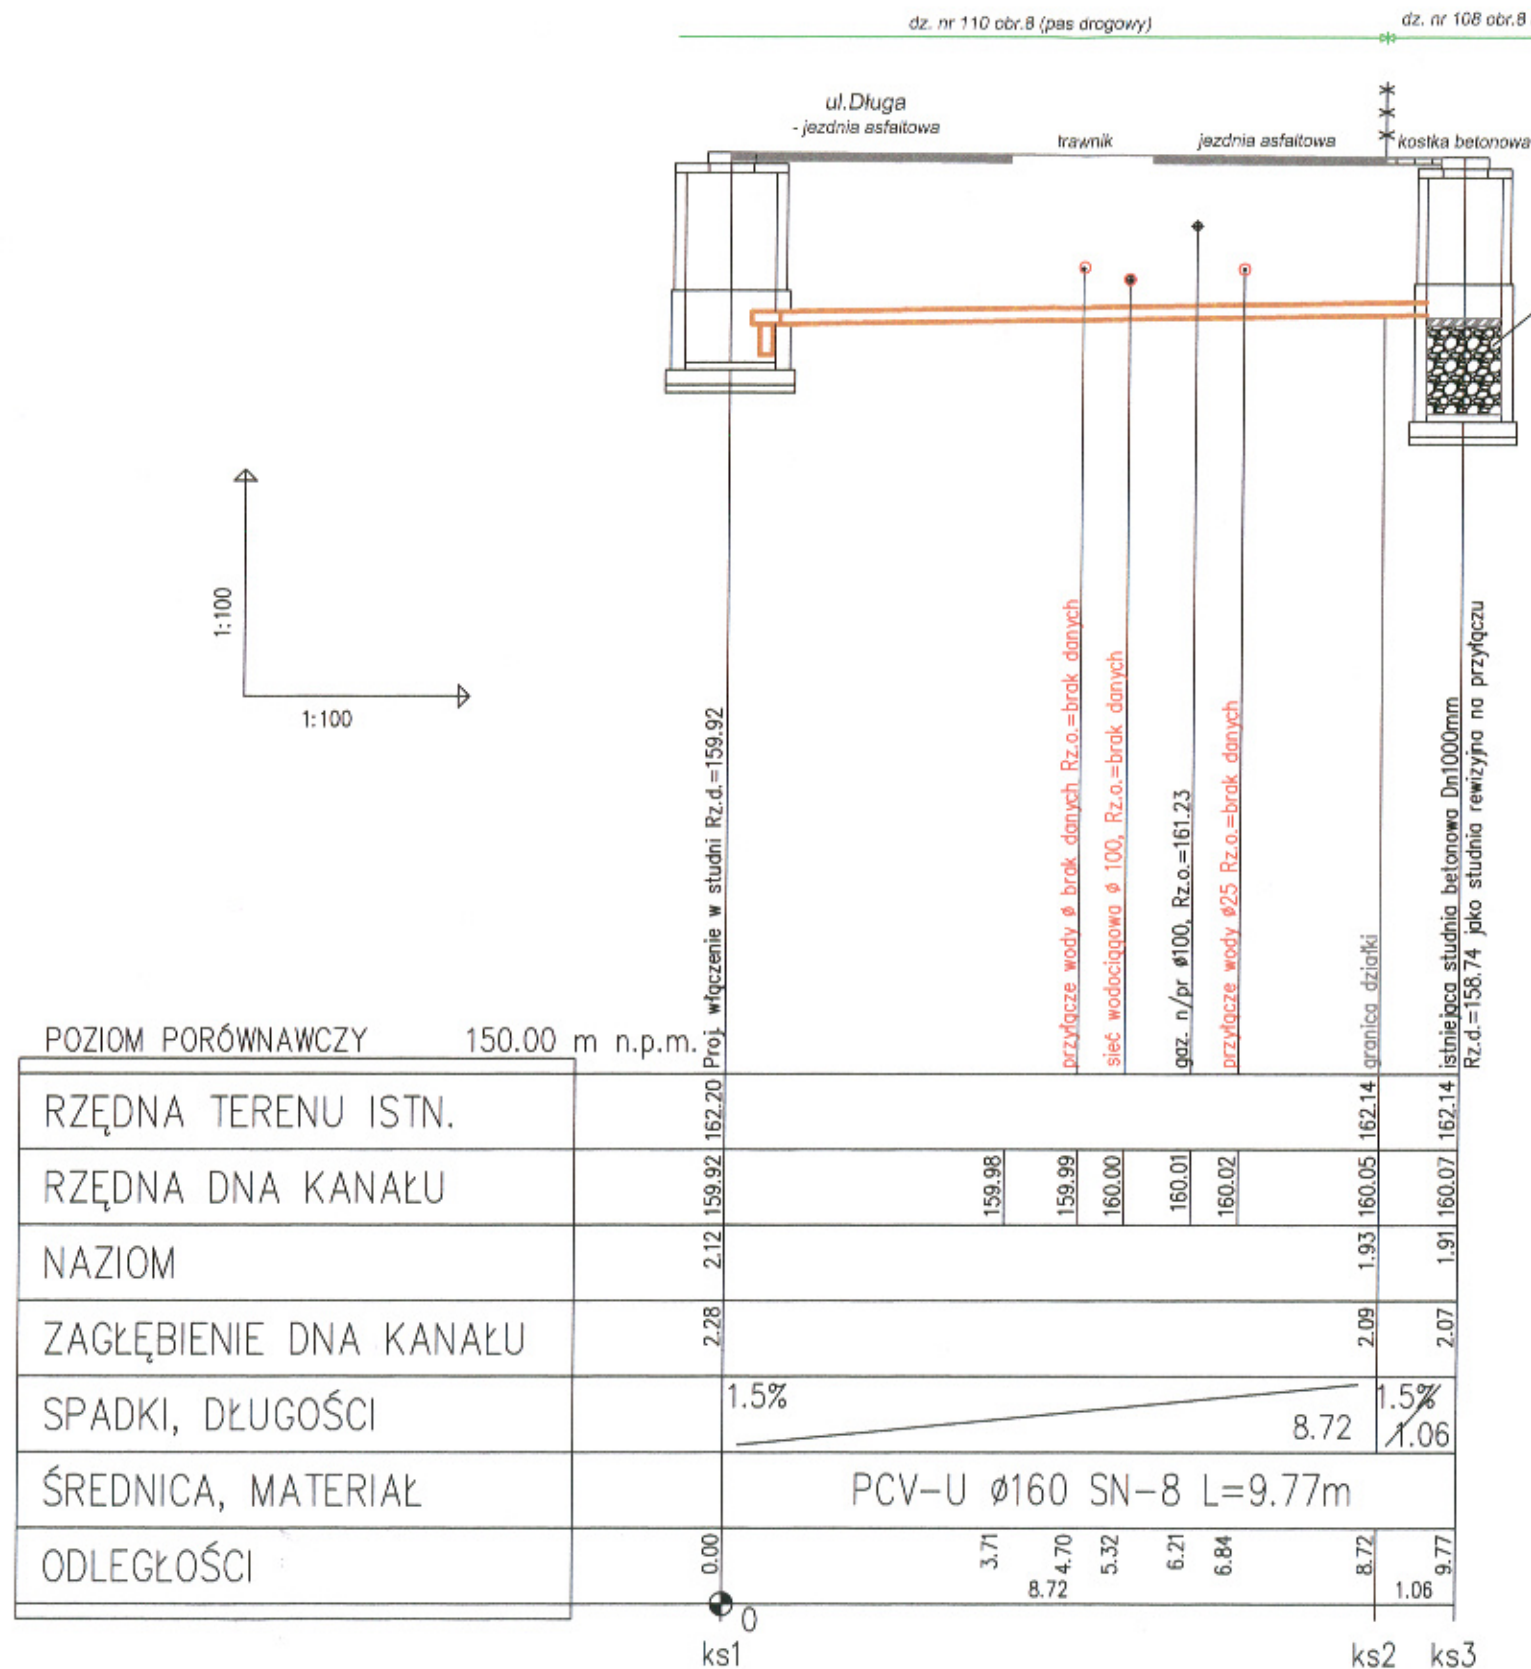 dz. nr 110 obr.8 (pas drogowy)
dz. nr 108 obr.8
ul.Długa
- jezdnia asfaltowa
trawnik
jezdnia asfaltowa
kostka betonowa
1:100
1:100
Proj. włączenie w studni Rz.d.=159.92
przyłącze wody ø brak danych Rz.o.=brak danych
sieć wodociągowa ø 100, Rz.o.=brak danych
gaz. n/pr ø100, Rz.o.=161.23
przyłącze wody ø25 Rz.o.=brak danych
granica działki
istniejąca studnia betonowa Dn1000mm
Rz.d.=158.74 jako studnia rewizyjna na przyłączu
POZIOM PORÓWNAWCZY 150.00 m n.p.m.
RZĘDNA TERENU ISTN. 162.20 162.14 162.14
RZĘDNA DNA KANAŁU 159.92 159.98 159.99 160.00 160.01 160.02 160.05 160.07
NAZIOM 2.12 1.93 1.91
ZAGŁĘBIENIE DNA KANAŁU 2.28 2.09 2.07
SPADKI, DŁUGOŚCI 1.5% 8.72 1.5% 1.06
ŚREDNICA, MATERIAŁ PCV-U ø160 SN-8 L=9.77m
ODLEGŁOŚCI 0.00 3.71 4.70 5.32 6.21 6.84 8.72 9.77
8.72 1.06
0
ks1 ks2 ks3